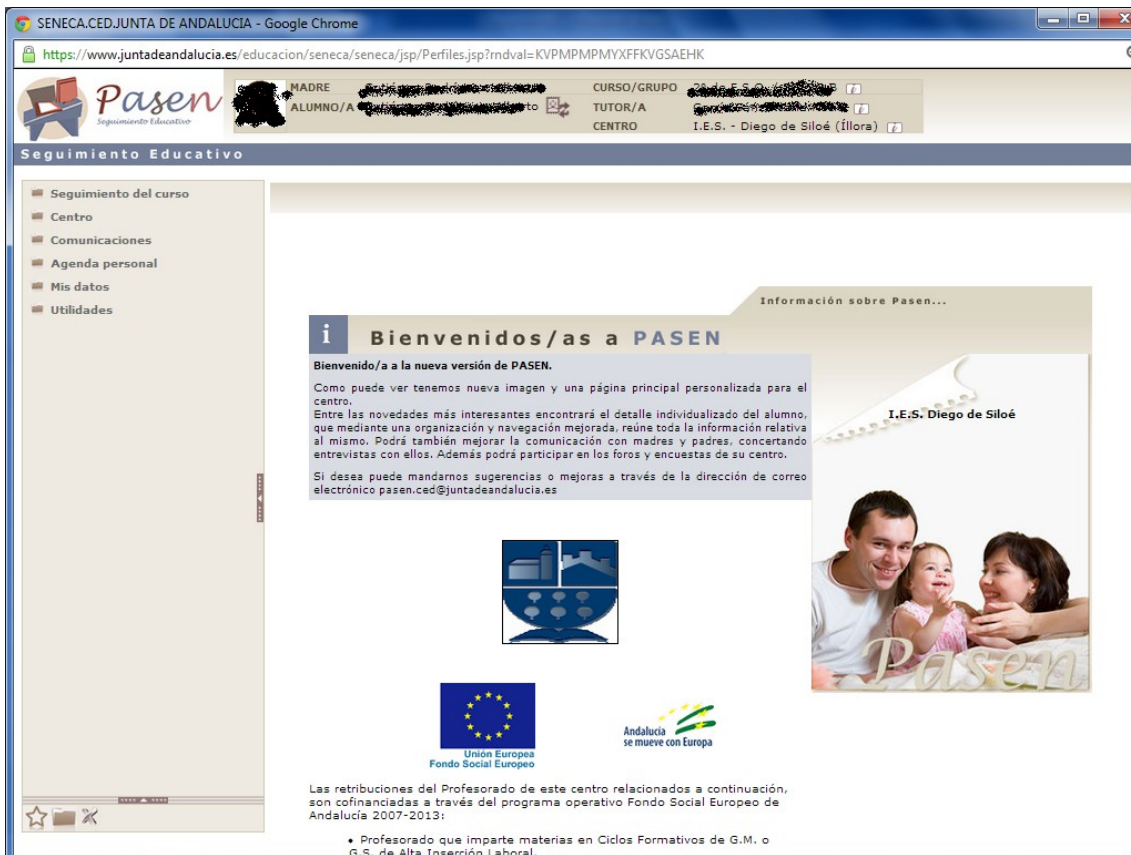 SENECA.CED.JUNTA DE ANDALUCIA - Google Chrome
https://www.juntadeandalucia.es/educacion/seneca/seneca/jsp/Perfiles.jsp?rndval=KVPMPMPMYXFFKVGSAEHK
Pasen
Seguimiento Educativo
MADRE
CURSO/GRUPO
ALUMNO/A
TUTOR/A
CENTRO I.E.S. - Diego de Siloé (Íllora)
Seguimiento Educativo
Seguimiento del curso
Centro
Comunicaciones
Agenda personal
Mis datos
Utilidades
Información sobre Pasen...
i Bienvenidos/as a PASEN
Bienvenido/a a la nueva versión de PASEN.
Como puede ver tenemos nueva imagen y una página principal personalizada para el
centro.
Entre las novedades más interesantes encontrará el detalle individualizado del alumno,
que mediante una organización y navegación mejorada, reúne toda la información relativa
al mismo. Podrá también mejorar la comunicación con madres y padres, concertando
entrevistas con ellos. Además podrá participar en los foros y encuestas de su centro.
Si desea puede mandarnos sugerencias o mejoras a través de la dirección de correo
electrónico pasen.ced@juntadeandalucia.es
I.E.S. Diego de Siloé
Pasen
Unión Europea
Fondo Social Europeo
Andalucía
se mueve con Europa
Las retribuciones del Profesorado de este centro relacionados a continuación,
son cofinanciadas a través del programa operativo Fondo Social Europeo de
Andalucía 2007-2013:
• Profesorado que imparte materias en Ciclos Formativos de G.M. o
G.S. de Alta Inserción Laboral.